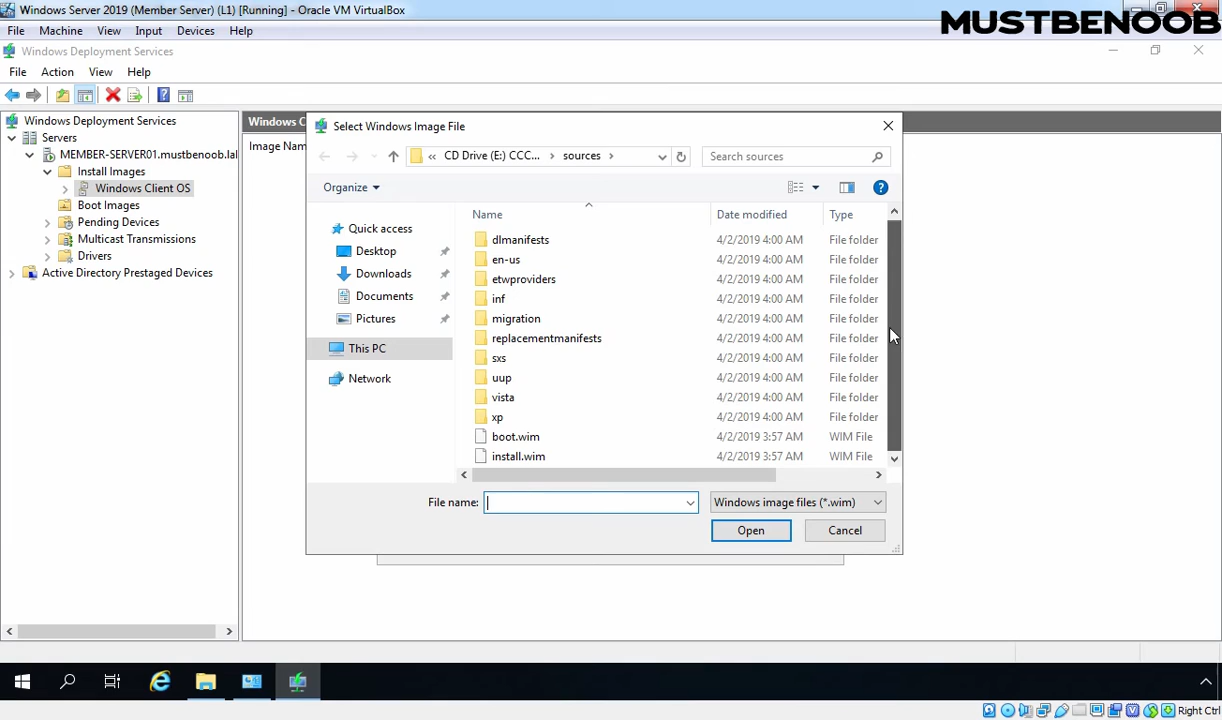 Windows Server 2019 (Member Server) (L1) [Running] - Oracle VM VirtualBox
MUSTBENOOB
File Machine View Input Devices Help
Windows Deployment Services
File Action View Help
Windows Deployment Services
Servers
MEMBER-SERVER01.mustbenoob.lal
Install Images
Windows Client OS
Boot Images
Pending Devices
Multicast Transmissions
Drivers
Active Directory Prestaged Devices
Windows C
Image Nam
Select Windows Image File
« CD Drive (E:) CCC... > sources >
Search sources
Organize
Quick access
Desktop
Downloads
Documents
Pictures
This PC
Network
Name Date modified Type
dlmanifests 4/2/2019 4:00 AM File folder
en-us 4/2/2019 4:00 AM File folder
etwproviders 4/2/2019 4:00 AM File folder
inf 4/2/2019 4:00 AM File folder
migration 4/2/2019 4:00 AM File folder
replacementmanifests 4/2/2019 4:00 AM File folder
sxs 4/2/2019 4:00 AM File folder
uup 4/2/2019 4:00 AM File folder
vista 4/2/2019 4:00 AM File folder
xp 4/2/2019 4:00 AM File folder
boot.wim 4/2/2019 3:57 AM WIM File
install.wim 4/2/2019 3:57 AM WIM File
File name:
Windows image files (*.wim)
Open Cancel
Right Ctrl